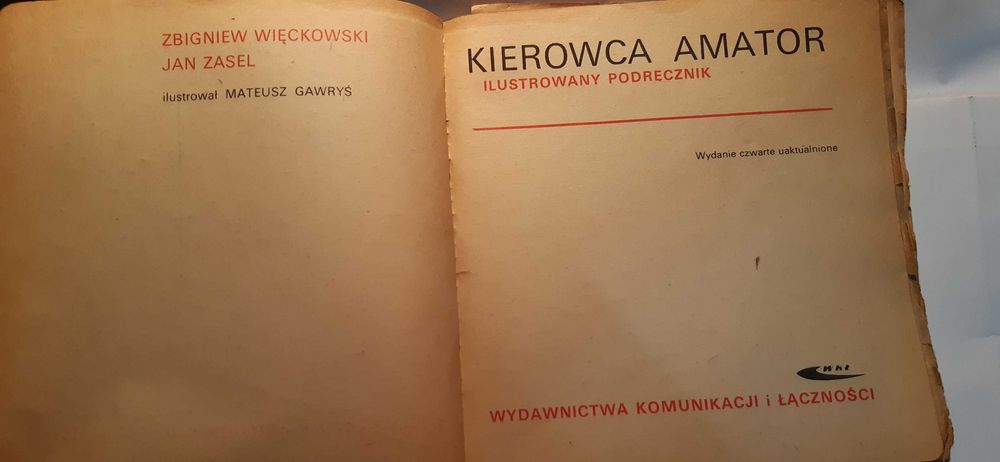 ZBIGNIEW WIĘCKOWSKI
JAN ZASEL
ilustrował MATEUSZ GAWRYŚ
KIEROWCA AMATOR
ILUSTROWANY PODRĘCZNIK
Wydanie czwarte uaktualnione
WKŁ
WYDAWNICTWA KOMUNIKACJI i ŁĄCZNOŚCI